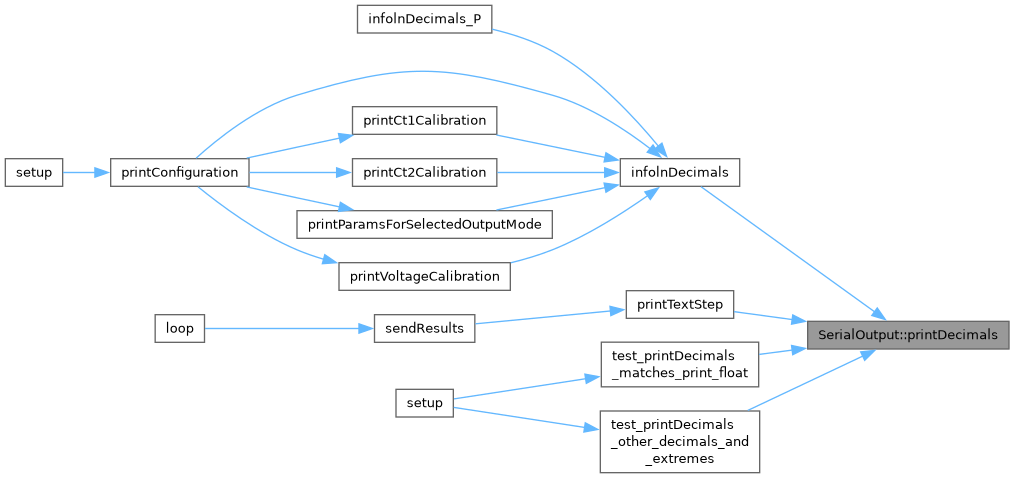 infolnDecimals_P
printCt1Calibration
setup
printConfiguration
printCt2Calibration
infolnDecimals
printParamsForSelectedOutputMode
printVoltageCalibration
printTextStep
loop
sendResults
SerialOutput::printDecimals
test_printDecimals
_matches_print_float
setup
test_printDecimals
_other_decimals_and
_extremes